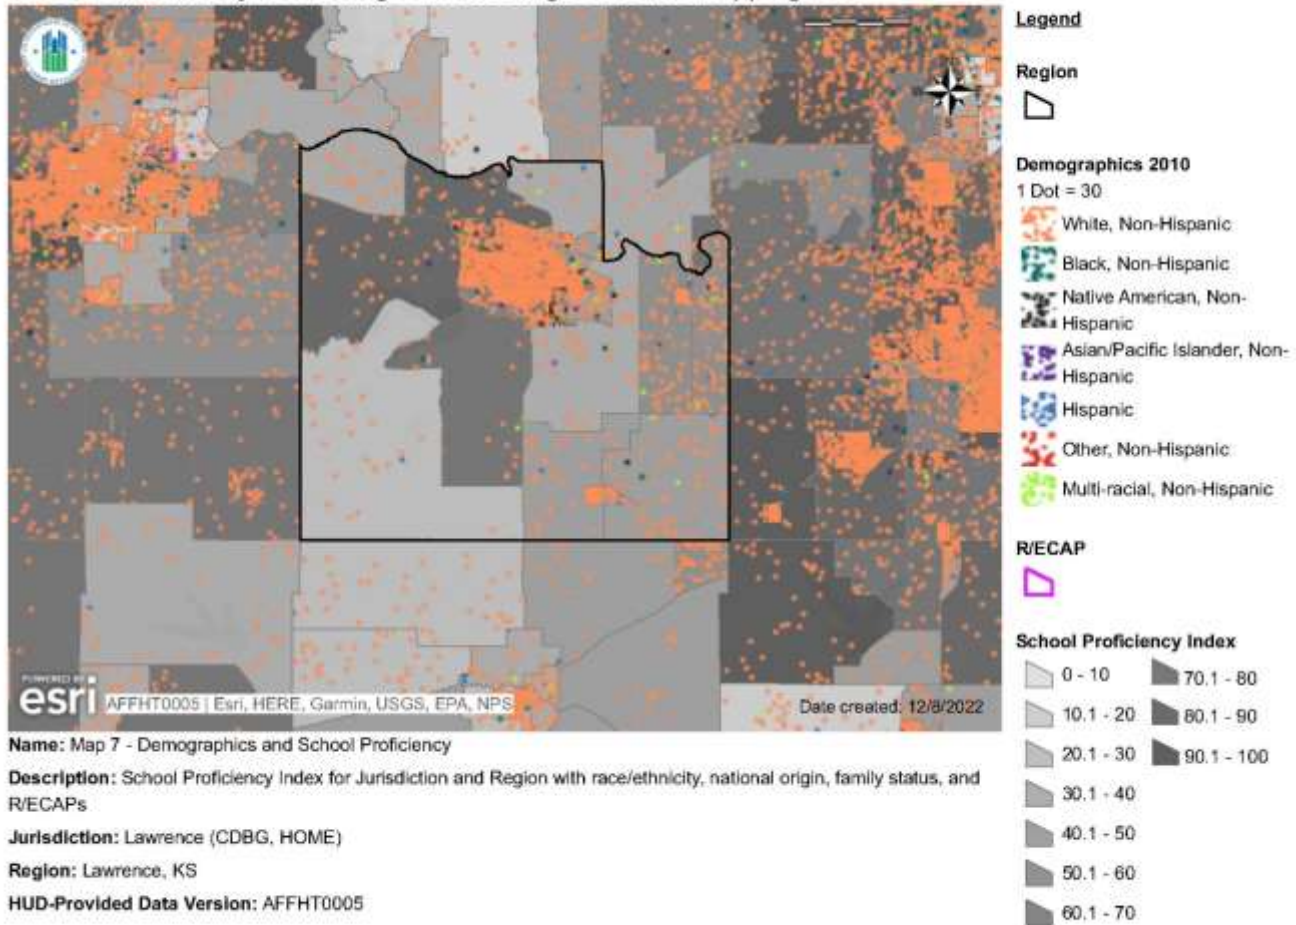 Legend
Region
Demographics 2010
1 Dot = 30
White, Non-Hispanic
Black, Non-Hispanic
Native American, Non-
Hispanic
Asian/Pacific Islander, Non-
Hispanic
Hispanic
Other, Non-Hispanic
Multi-racial, Non-Hispanic
R/ECAP
School Proficiency Index
0 - 10
10.1 - 20
20.1 - 30
30.1 - 40
40.1 - 50
50.1 - 60
60.1 - 70
70.1 - 80
80.1 - 90
90.1 - 100
POWERED BY
esri
AFFHT0005 | Esri, HERE, Garmin, USGS, EPA, NPS
Date created: 12/8/2022
Name: Map 7 - Demographics and School Proficiency
Description: School Proficiency Index for Jurisdiction and Region with race/ethnicity, national origin, family status, and
R/ECAPs
Jurisdiction: Lawrence (CDBG, HOME)
Region: Lawrence, KS
HUD-Provided Data Version: AFFHT0005